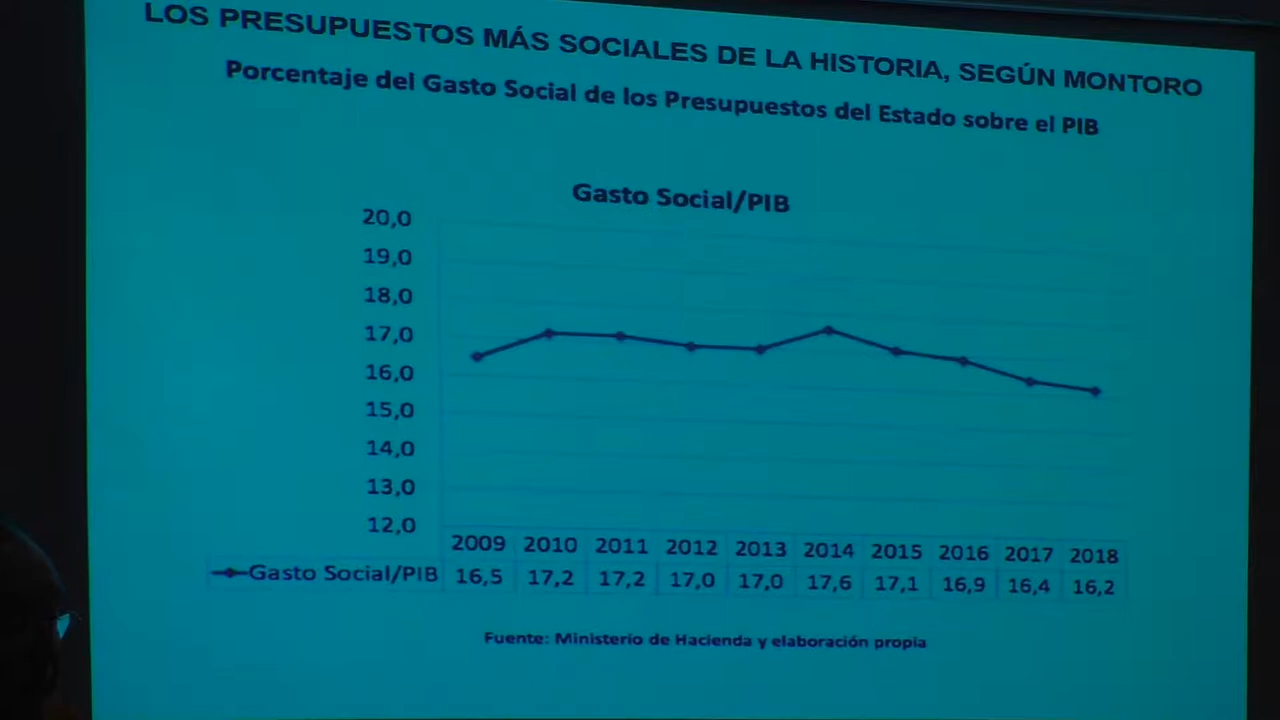 LOS PRESUPUESTOS MÁS SOCIALES DE LA HISTORIA, SEGÚN MONTORO
Porcentaje del Gasto Social de los Presupuestos del Estado sobre el PIB
Gasto Social/PIB
20,0
19,0
18,0
17,0
16,0
15,0
14,0
13,0
12,0
2009 2010 2011 2012 2013 2014 2015 2016 2017 2018
Gasto Social/PIB 16,5 17,2 17,2 17,0 17,0 17,6 17,1 16,9 16,4 16,2
Fuente: Ministerio de Hacienda y elaboración propia